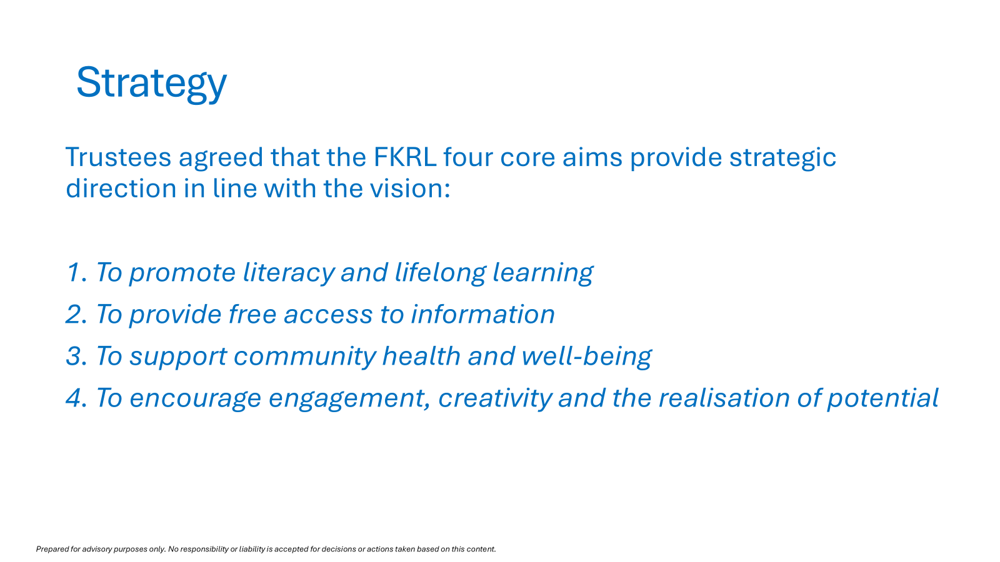 Strategy
Trustees agreed that the FKRL four core aims provide strategic
direction in line with the vision:
1. To promote literacy and lifelong learning
2. To provide free access to information
3. To support community health and well-being
4. To encourage engagement, creativity and the realisation of potential
Prepared for advisory purposes only. No responsibility or liability is accepted for decisions or actions taken based on this content.